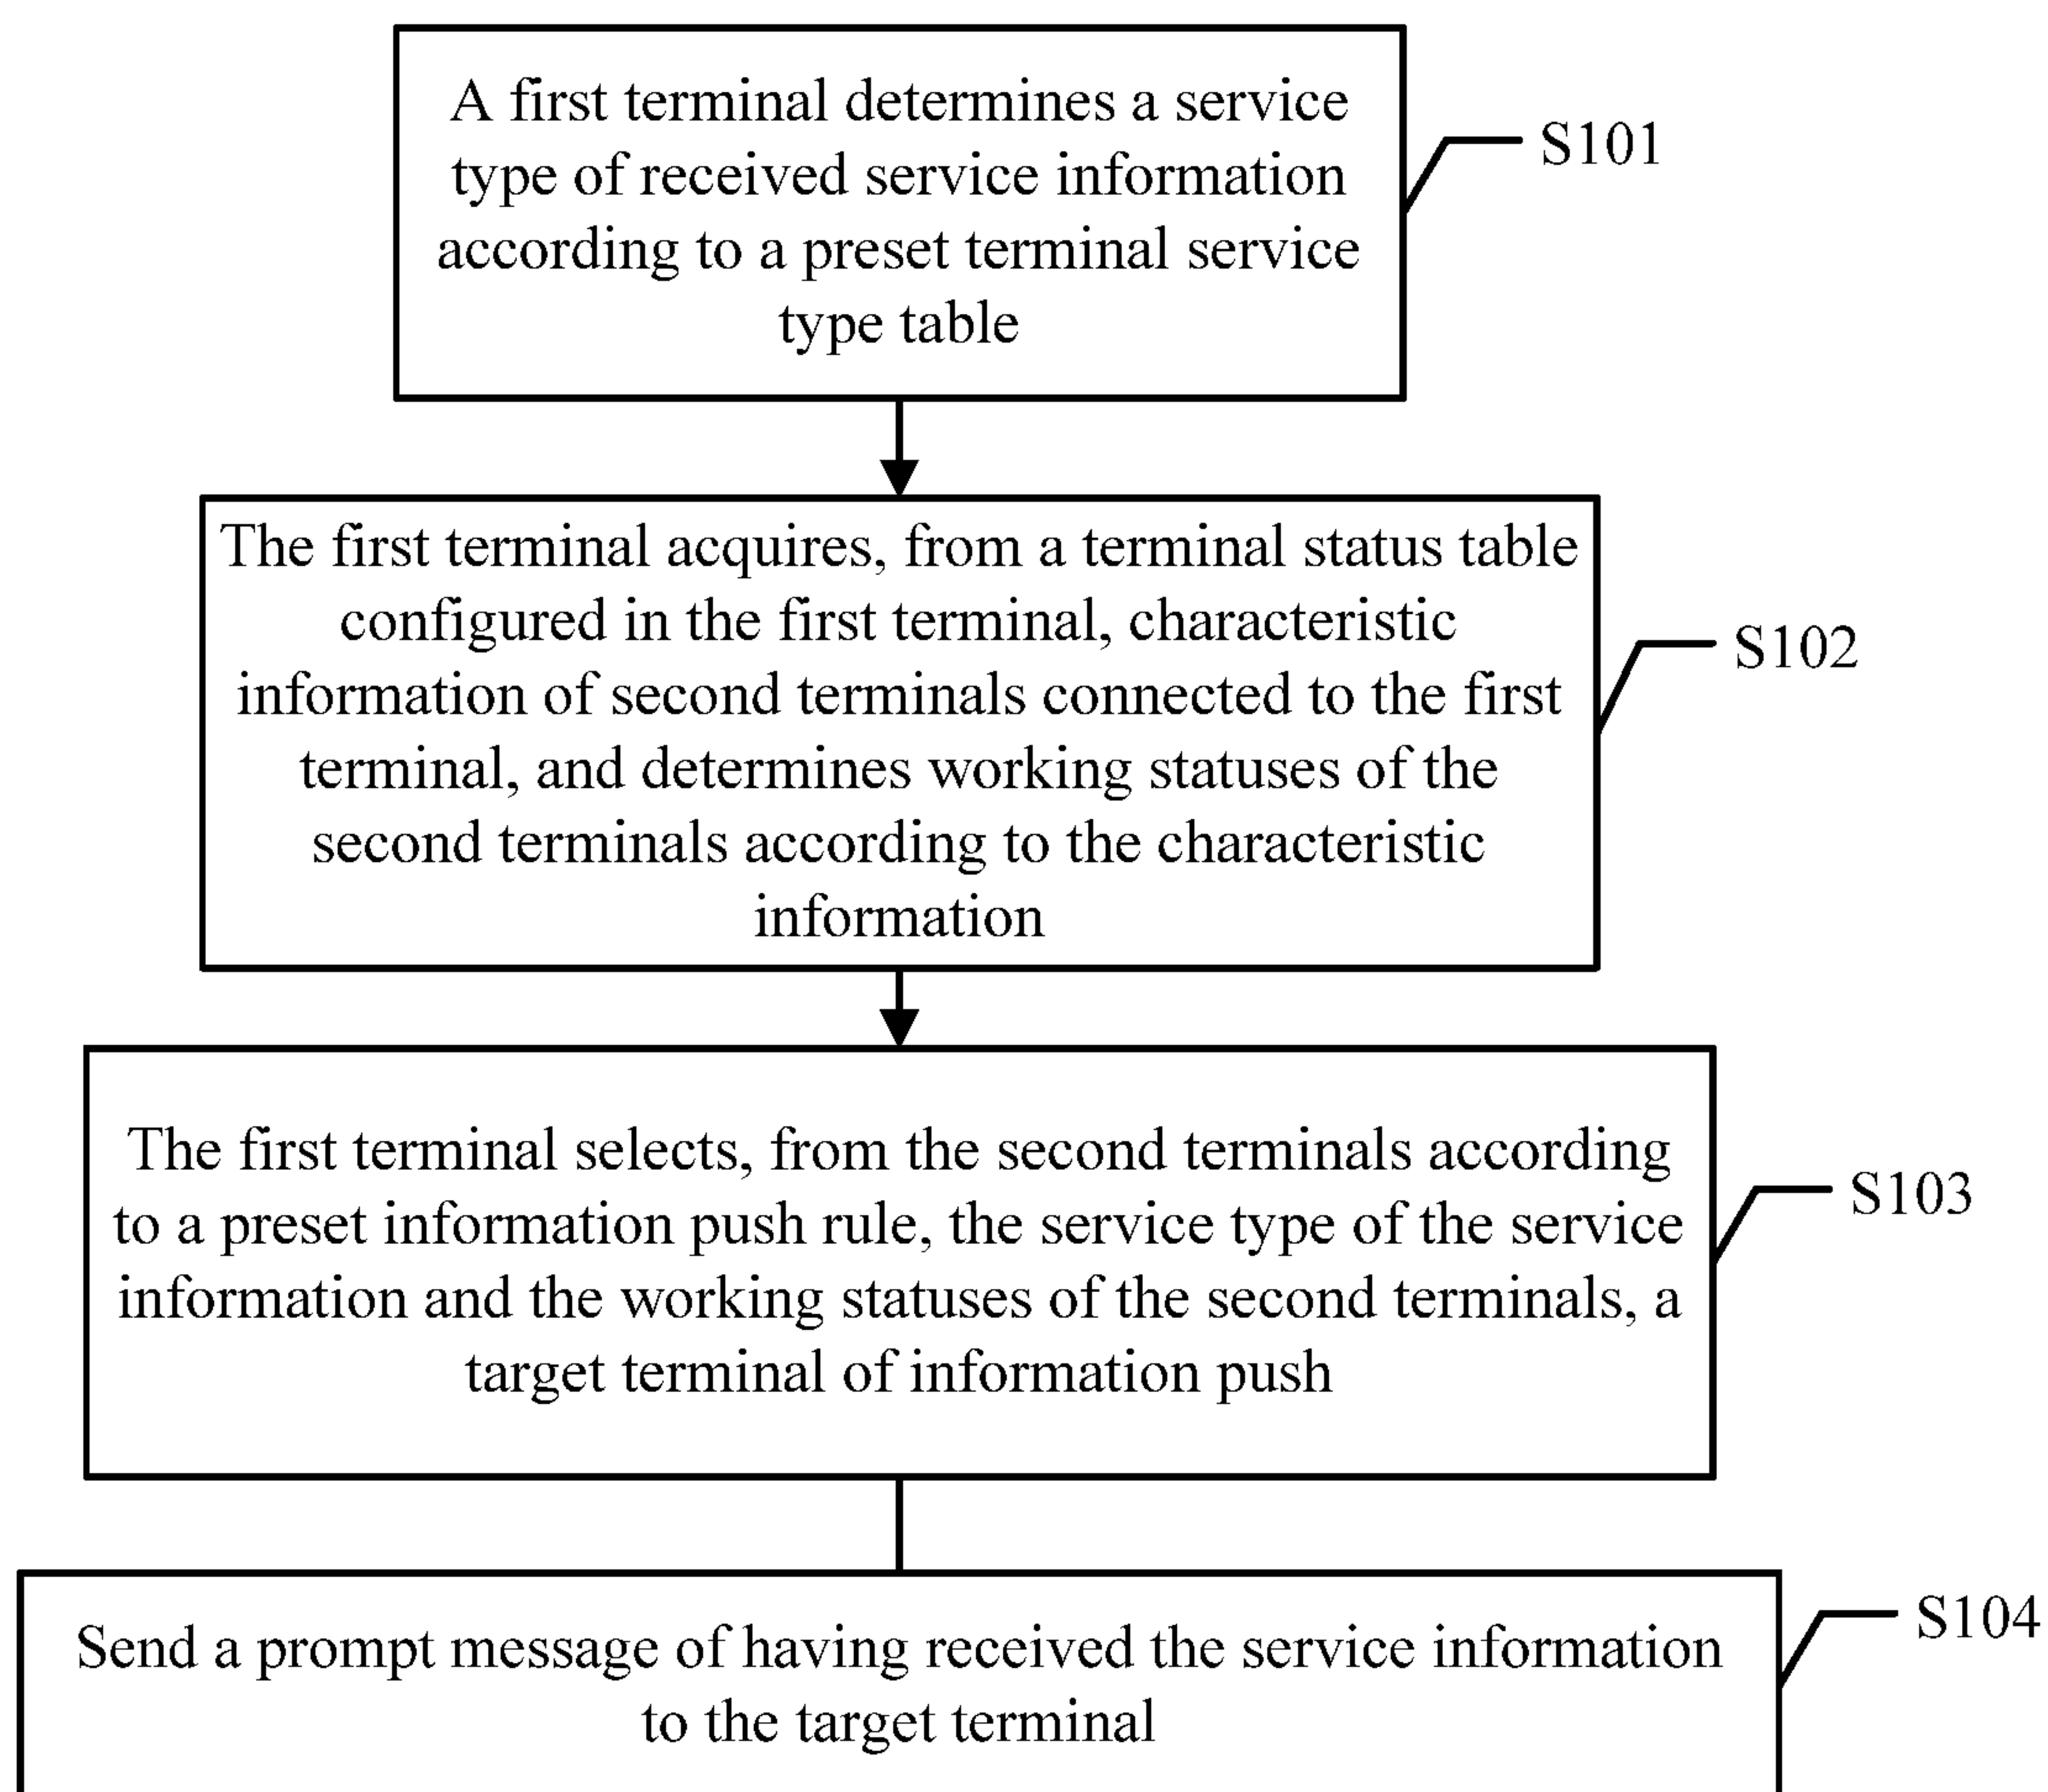 A first terminal determines a service
type of received service information
according to a preset terminal service
type table
S101
The first terminal acquires, from a terminal status table
configured in the first terminal, characteristic
information of second terminals connected to the first
terminal, and determines working statuses of the
second terminals according to the characteristic
information
S102
The first terminal selects, from the second terminals according
to a preset information push rule, the service type of the service
information and the working statuses of the second terminals, a
target terminal of information push
S103
Send a prompt message of having received the service information
to the target terminal
S104